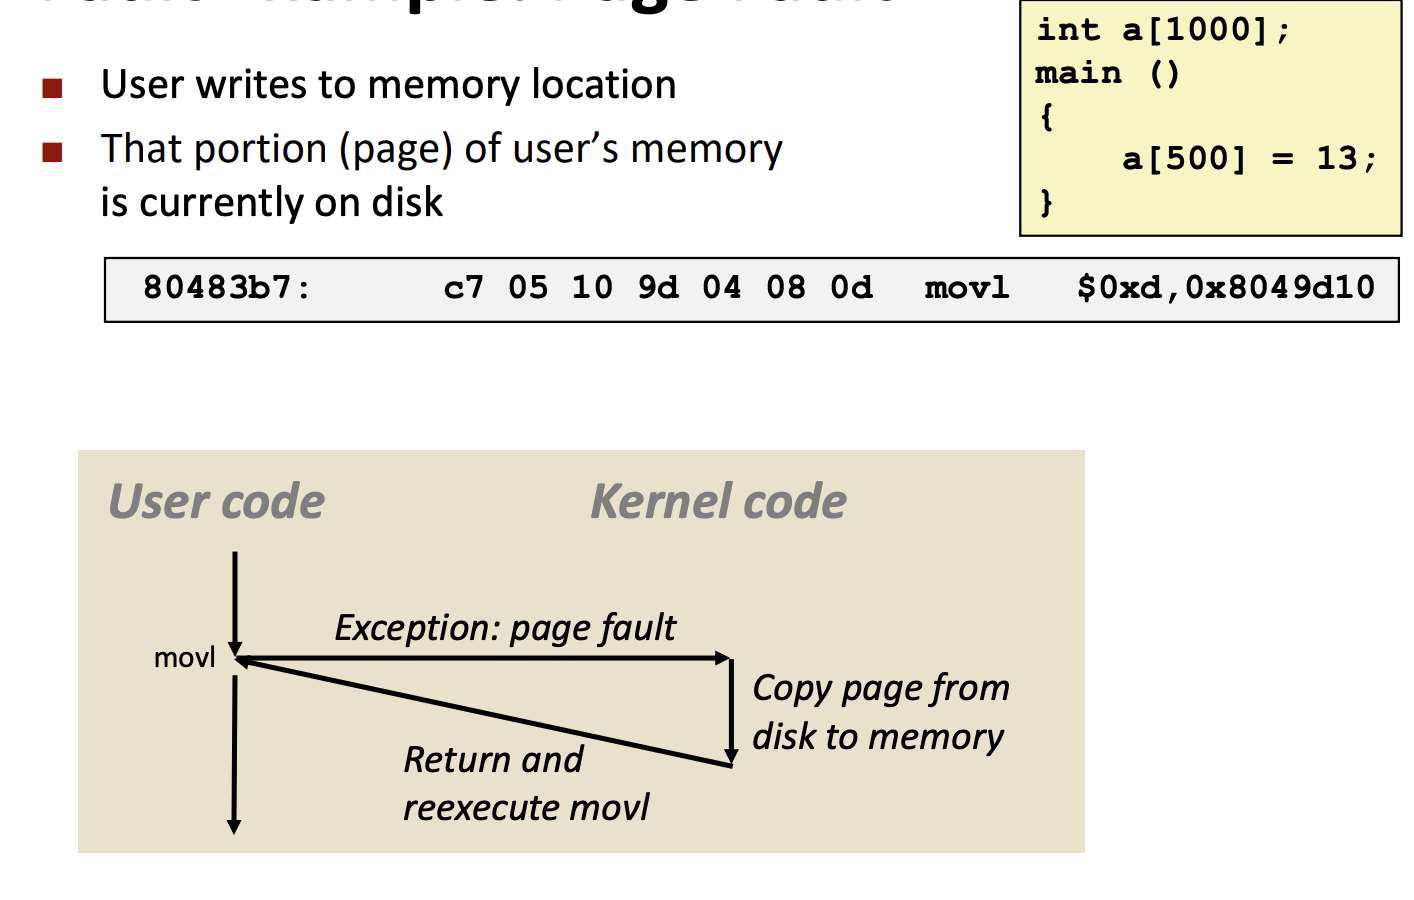 int a[1000];
main ()
{
a[500] = 13;
}
User writes to memory location
That portion (page) of user’s memory
is currently on disk
80483b7: c7 05 10 9d 04 08 0d movl $0xd,0x8049d10
User code
Kernel code
Exception: page fault
movl
Copy page from
disk to memory
Return and
reexecute movl